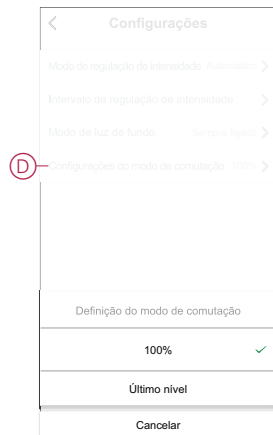 Configurações
Modo de regulação de intensidade Automático
Intervalo de regulação de intensidade
Modo de luz de fundo Sempre ligado
D Configurações do modo de comutação 100%
Definição do modo de comutação
100%
Último nível
Cancelar